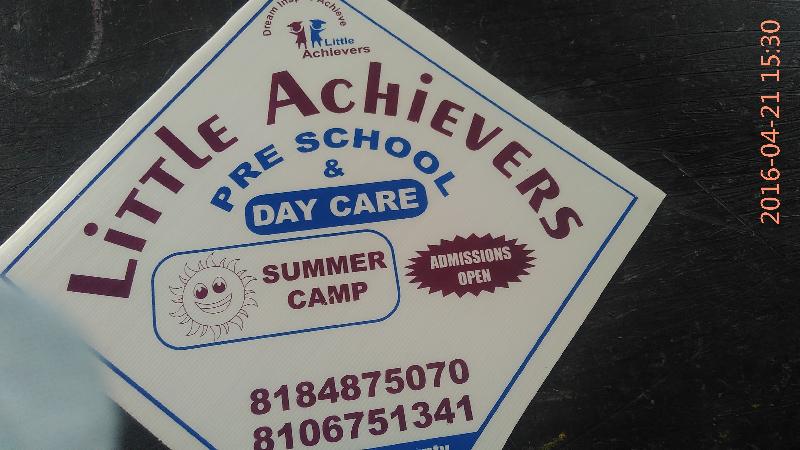 Dream Inspire Achieve
Little
Achievers
LiTTLE AcHiEVERS
PRE SCHOOL
&
DAY CARE
SUMMER
CAMP
ADMISSIONS
OPEN
8184875070
8106751341
2016-04-21 15:30